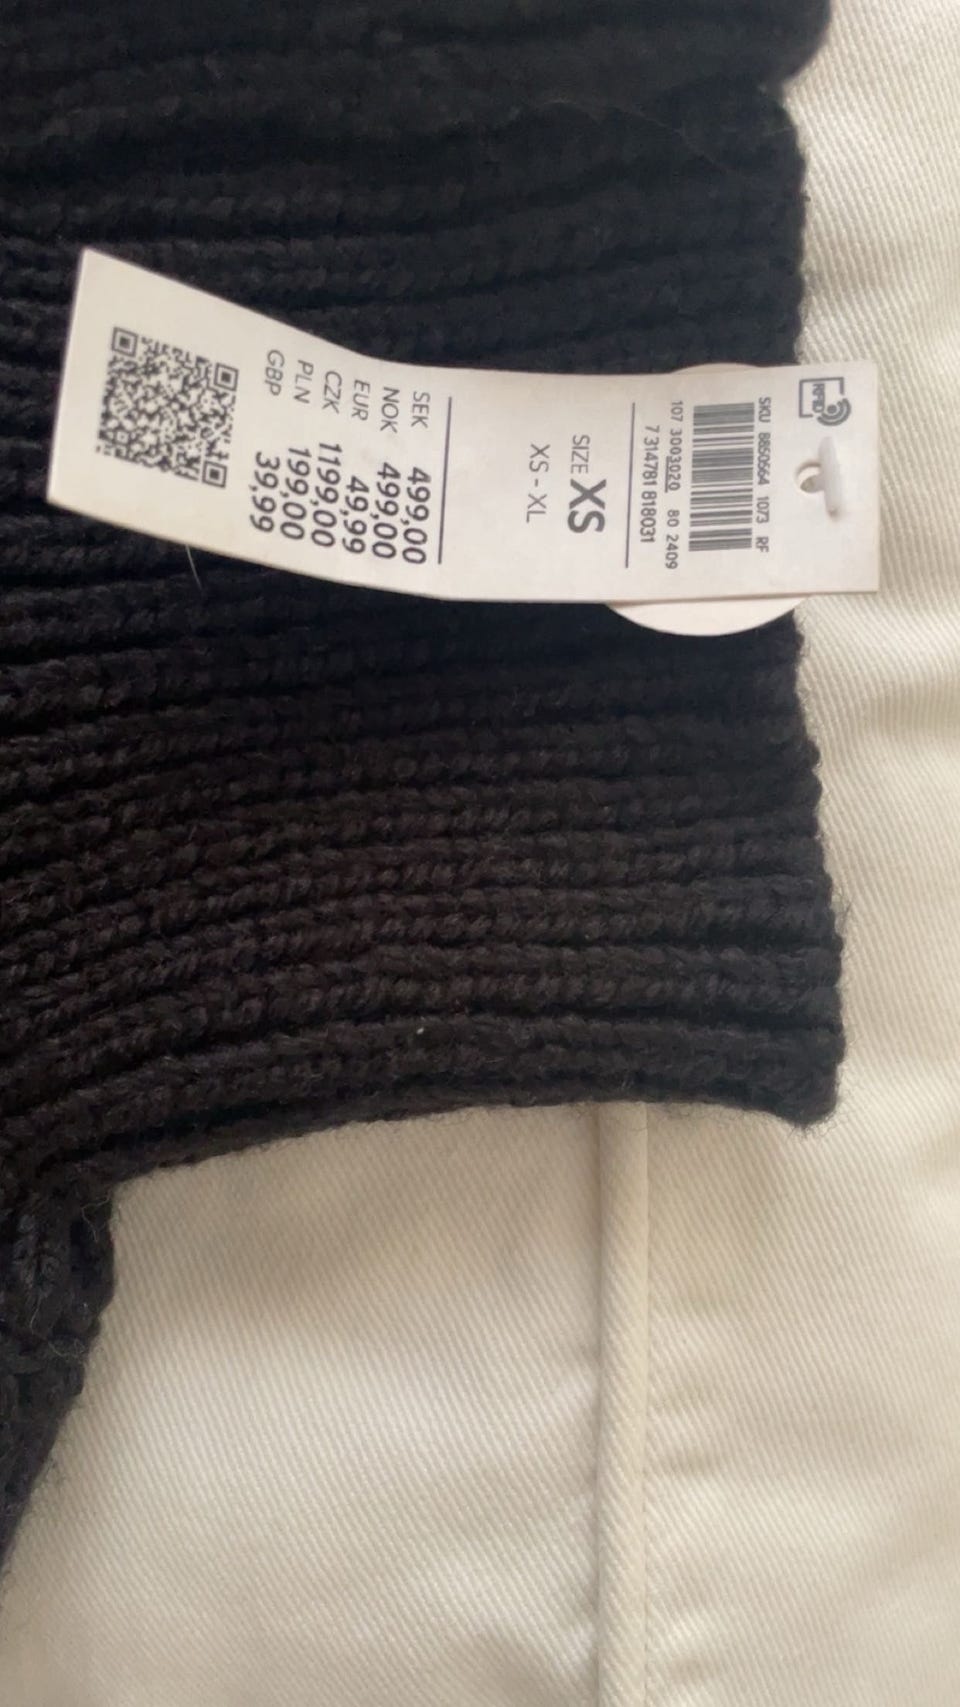 RFID
SKU 8850564 1073 RF
107 3003020 80 2409
7 314781 818031
SIZE XS
XS - XL
SEK 499,00
NOK 499,00
EUR 49,99
CZK 1199,00
PLN 199,00
GBP 39,99